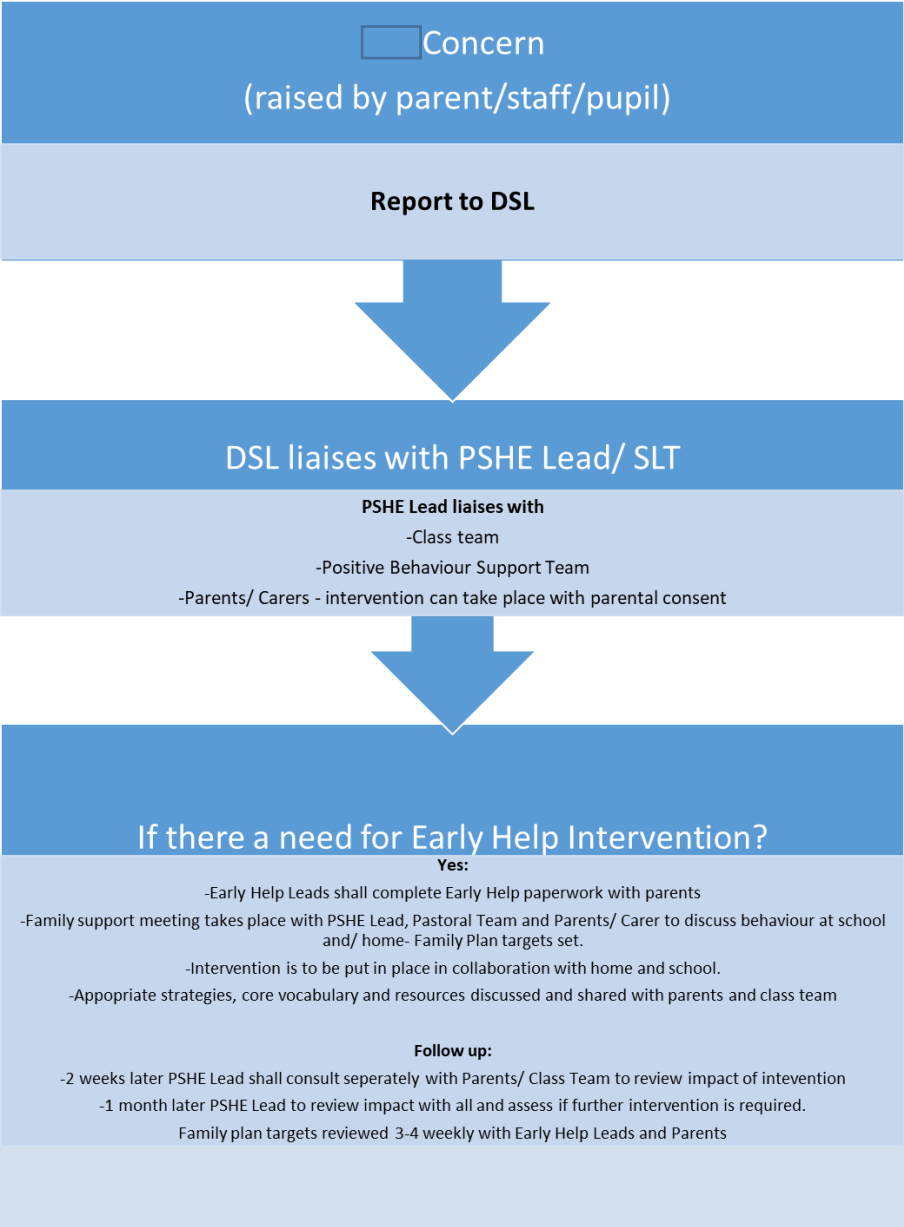 Concern
(raised by parent/staff/pupil)
Report to DSL
DSL liaises with PSHE Lead/ SLT
PSHE Lead liaises with
-Class team
-Positive Behaviour Support Team
-Parents/ Carers - intervention can take place with parental consent
If there a need for Early Help Intervention?
Yes:
-Early Help Leads shall complete Early Help paperwork with parents
-Family support meeting takes place with PSHE Lead, Pastoral Team and Parents/ Carer to discuss behaviour at school
and/ home- Family Plan targets set.
-Intervention is to be put in place in collaboration with home and school.
-Appopriate strategies, core vocabulary and resources discussed and shared with parents and class team
Follow up:
-2 weeks later PSHE Lead shall consult seperately with Parents/ Class Team to review impact of intevention
-1 month later PSHE Lead to review impact with all and assess if further intervention is required.
Family plan targets reviewed 3-4 weekly with Early Help Leads and Parents